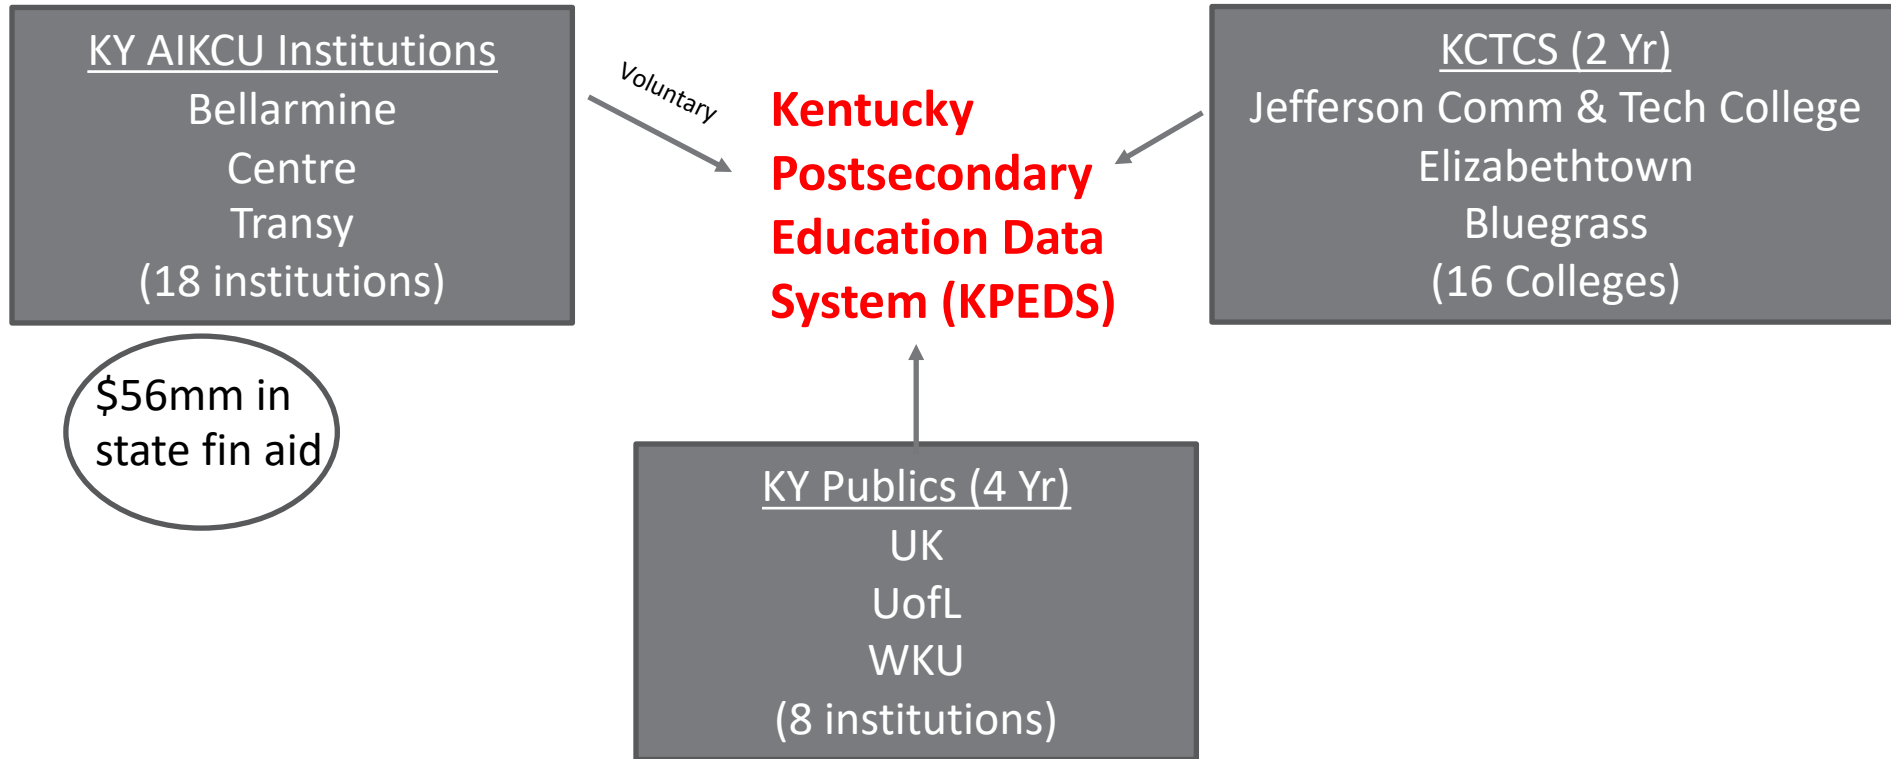 KY AIKCU Institutions
Bellarmine
Centre
Transy
(18 institutions)
$56mm in
state fin aid
Voluntary
Kentucky
Postsecondary
Education Data
System (KPEDS)
KCTCS (2 Yr)
Jefferson Comm & Tech College
Elizabethtown
Bluegrass
(16 Colleges)
KY Publics (4 Yr)
UK
UofL
WKU
(8 institutions)